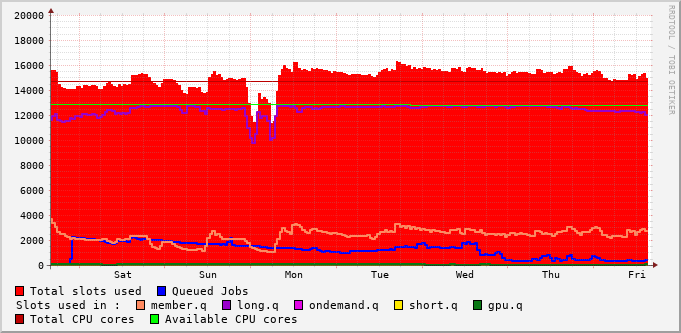 20000
18000
16000
14000
12000
10000
8000
6000
4000
2000
0
Sat Sun Mon Tue Wed Thu Fri
RRDTOOL / TOBI OETIKER
Total slots used Queued Jobs
Slots used in : member.q long.q ondemand.q short.q gpu.q
Total CPU cores Available CPU cores